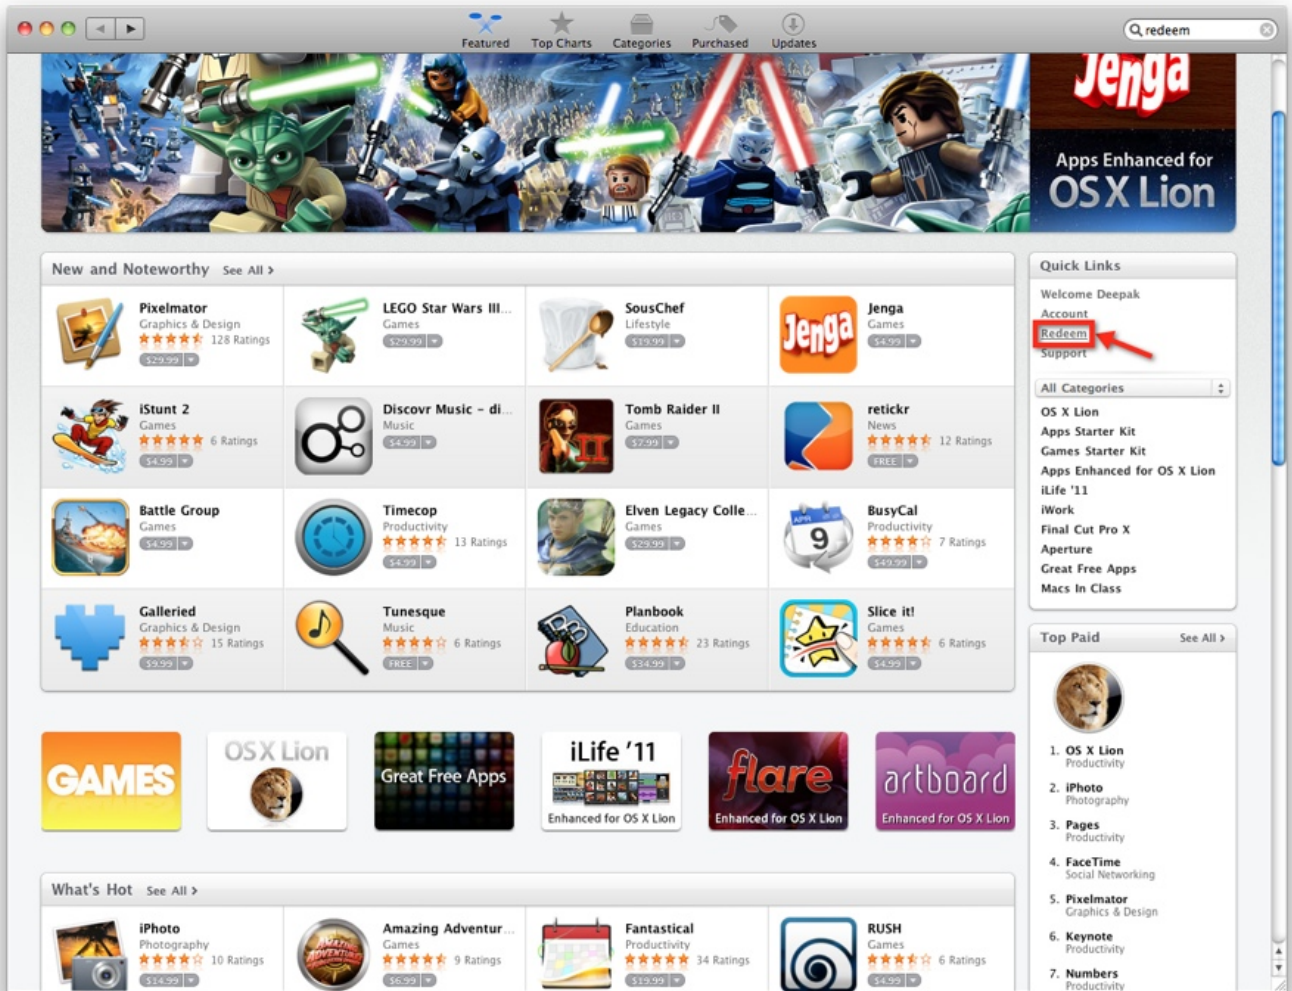 redeem
Featured Top Charts Categories Purchased Updates
Jenga
Apps Enhanced for
OS X Lion
New and Noteworthy See All >
Pixelmator
Graphics & Design
128 Ratings
$29.99
LEGO Star Wars III...
Games
$29.99
SousChef
Lifestyle
$19.99
Jenga
Jenga
Games
$4.99
iStunt 2
Games
6 Ratings
$4.99
Discovr Music - di...
Music
$4.99
II
Tomb Raider II
Games
$7.99
retickr
News
12 Ratings
FREE
Battle Group
Games
$4.99
Timecop
Productivity
13 Ratings
$4.99
Elven Legacy Colle...
Games
$29.99
APR
9
BusyCal
Productivity
7 Ratings
$49.99
Galleried
Graphics & Design
15 Ratings
$9.99
Tunesque
Music
6 Ratings
FREE
Planbook
Education
23 Ratings
$34.99
Slice it!
Games
6 Ratings
$4.99
GAMES
OS X Lion
Great Free Apps
iLife '11
Enhanced for OS X Lion
flare
Enhanced for OS X Lion
artboard
Enhanced for OS X Lion
What's Hot See All >
iPhoto
Photography
10 Ratings
$14.99
AMAZING
ADVENTURES
Amazing Adventur...
Games
9 Ratings
$6.99
Fantastical
Productivity
34 Ratings
$19.99
RUSH
Games
6 Ratings
$4.99
Quick Links
Welcome Deepak
Account
Redeem
Support
All Categories
OS X Lion
Apps Starter Kit
Games Starter Kit
Apps Enhanced for OS X Lion
iLife '11
iWork
Final Cut Pro X
Aperture
Great Free Apps
Macs In Class
Top Paid See All >
1. OS X Lion
Productivity
2. iPhoto
Photography
3. Pages
Productivity
4. FaceTime
Social Networking
5. Pixelmator
Graphics & Design
6. Keynote
Productivity
7. Numbers
Productivity